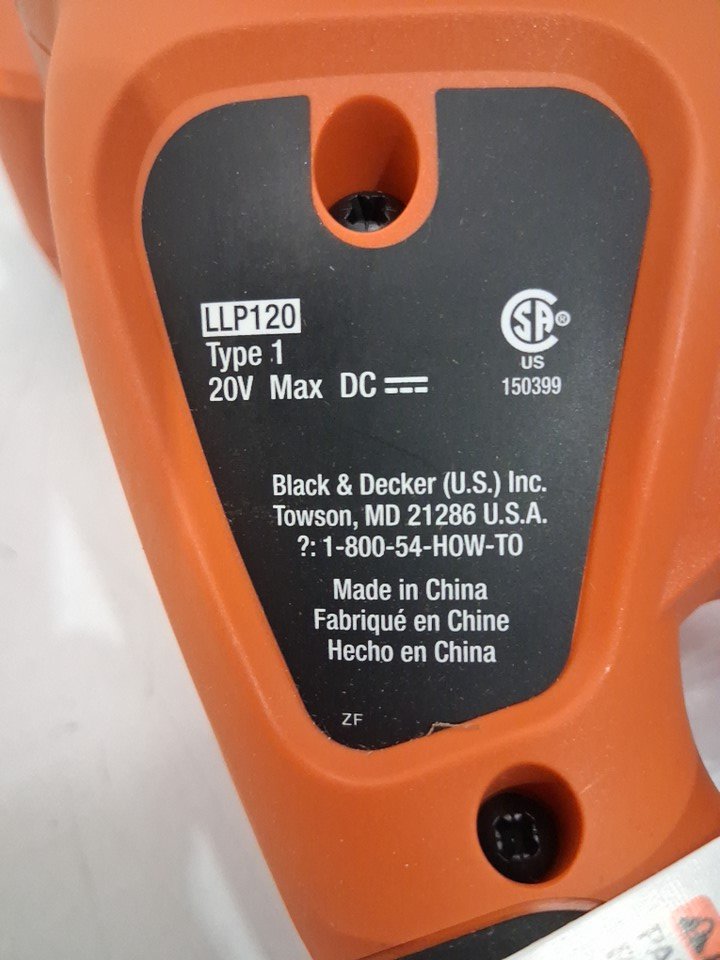 LLP120
Type 1
20V Max DC
SA®
US
150399
Black & Decker (U.S.) Inc.
Towson, MD 21286 U.S.A.
?: 1-800-54-HOW-TO
Made in China
Fabriqué en Chine
Hecho en China
ZF